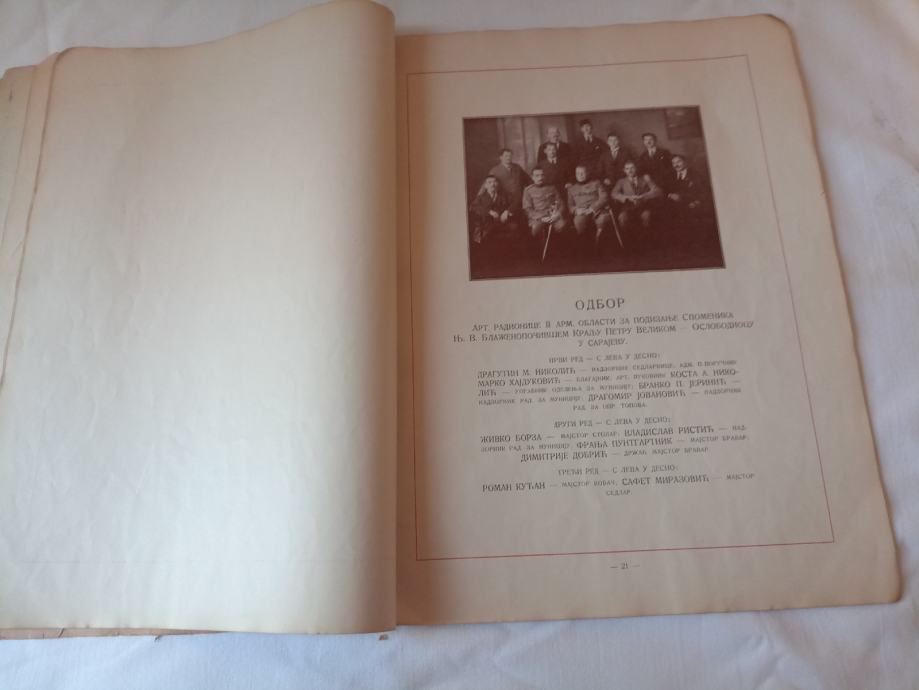 ОДБОР
Арт. радионице II арм. области за подизање Споменика
Њ. В. Блаженопочившем Краљу Петру Великом – Ослободиоцу
у Сарајеву.
први ред — с лева у десно:
ДРАГУТИН М. НИКОЛИЋ — надзорник седларнице, адм. п.поручник
МАРКО ХАЈДУКОВИЋ — благајник, арт. пуковник КОСТА А. НИКО-
ЛИЋ — управник оделења за муницију; БРАНКО П. ЈЕРИНИЋ —
надзорник рад. за муницију; ДРАГОМИР ЈОВАНОВИЋ — надзорник
рад. за опр. топова.
други ред — с лева у десно:
ЖИВКО БОРЗА — мајстор столар; ВЛАДИСЛАВ РИСТИЋ — над-
зорник рад. за муницију; ФРАЊА ПУНТГАРТНИК — мајстор бравар;
ДИМИТРИЈЕ ДОБРИЋ — држав. мајстор бравар.
трећи ред — с лева у десно:
РОМАН КУЋАН — мајстор ковач; САФЕТ МИРАЗОВИЋ — мајстор
седлар.
— 21 —